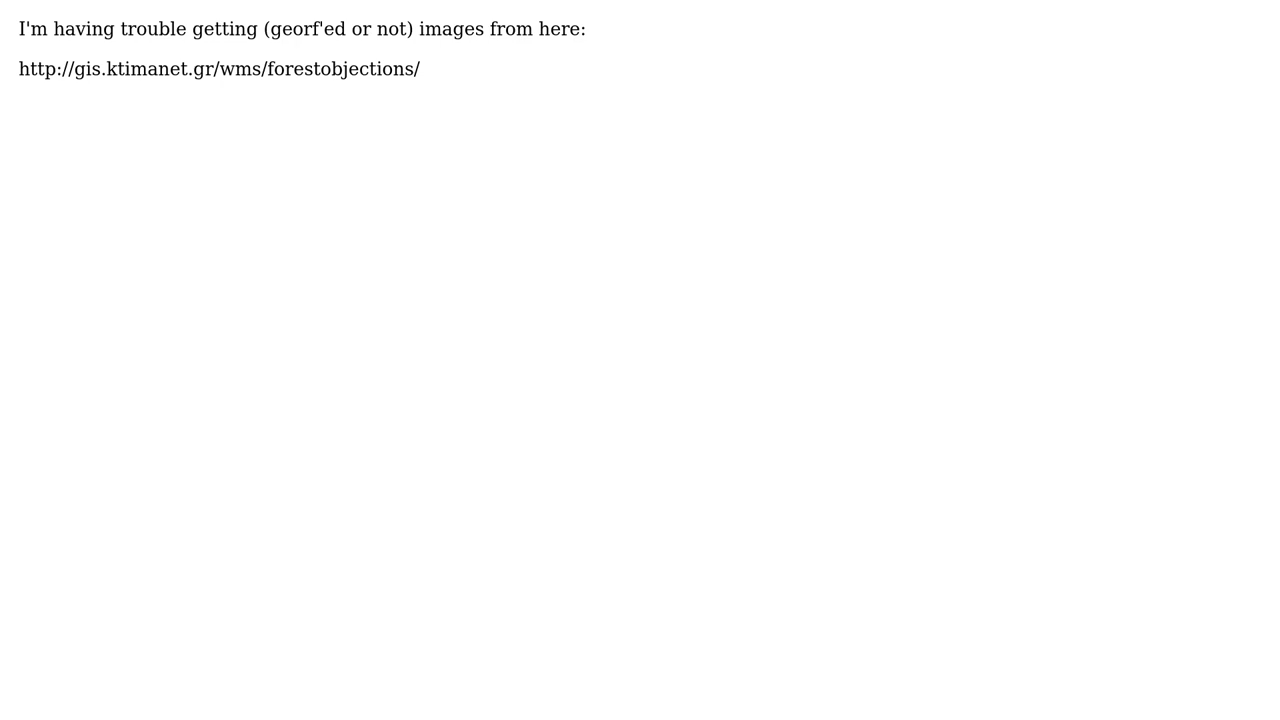 I'm having trouble getting (georf'ed or not) images from here:
http://gis.ktimanet.gr/wms/forestobjections/